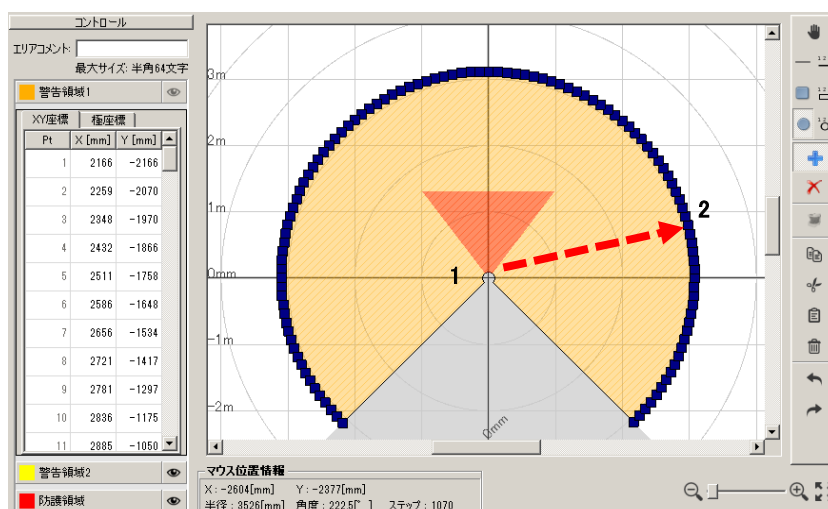 コントロール
エリアコメント:
最大サイズ: 半角64文字
警告領域1
XY座標 極座標
Pt X [mm] Y [mm]
1 2166 -2166
2 2259 -2070
3 2348 -1970
4 2432 -1866
5 2511 -1758
6 2586 -1648
7 2656 -1534
8 2721 -1417
9 2781 -1297
10 2836 -1175
11 2885 -1050
警告領域2
防護領域
3m
2m
1m
0mm
-1m
-2m
0mm
1
2
マウス位置情報
X:-2604[mm] Y:-2377[mm]
半径:3526[mm] 角度:222.5[°] ステップ:1070